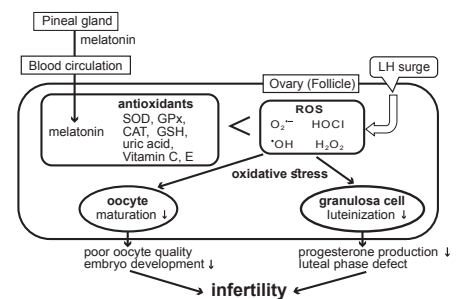 Pineal gland
melatonin
Blood circulation
LH surge
Ovary (Follicle)
antioxidants
SOD, GPx,
CAT, GSH,
uric acid,
Vitamin C, E
melatonin
<
ROS
O₂•− HOCl
•OH H₂O₂
oxidative stress
oocyte
maturation ↓
granulosa cell
luteinization ↓
poor oocyte quality
embryo development ↓
progesterone production ↓
luteal phase defect
infertility